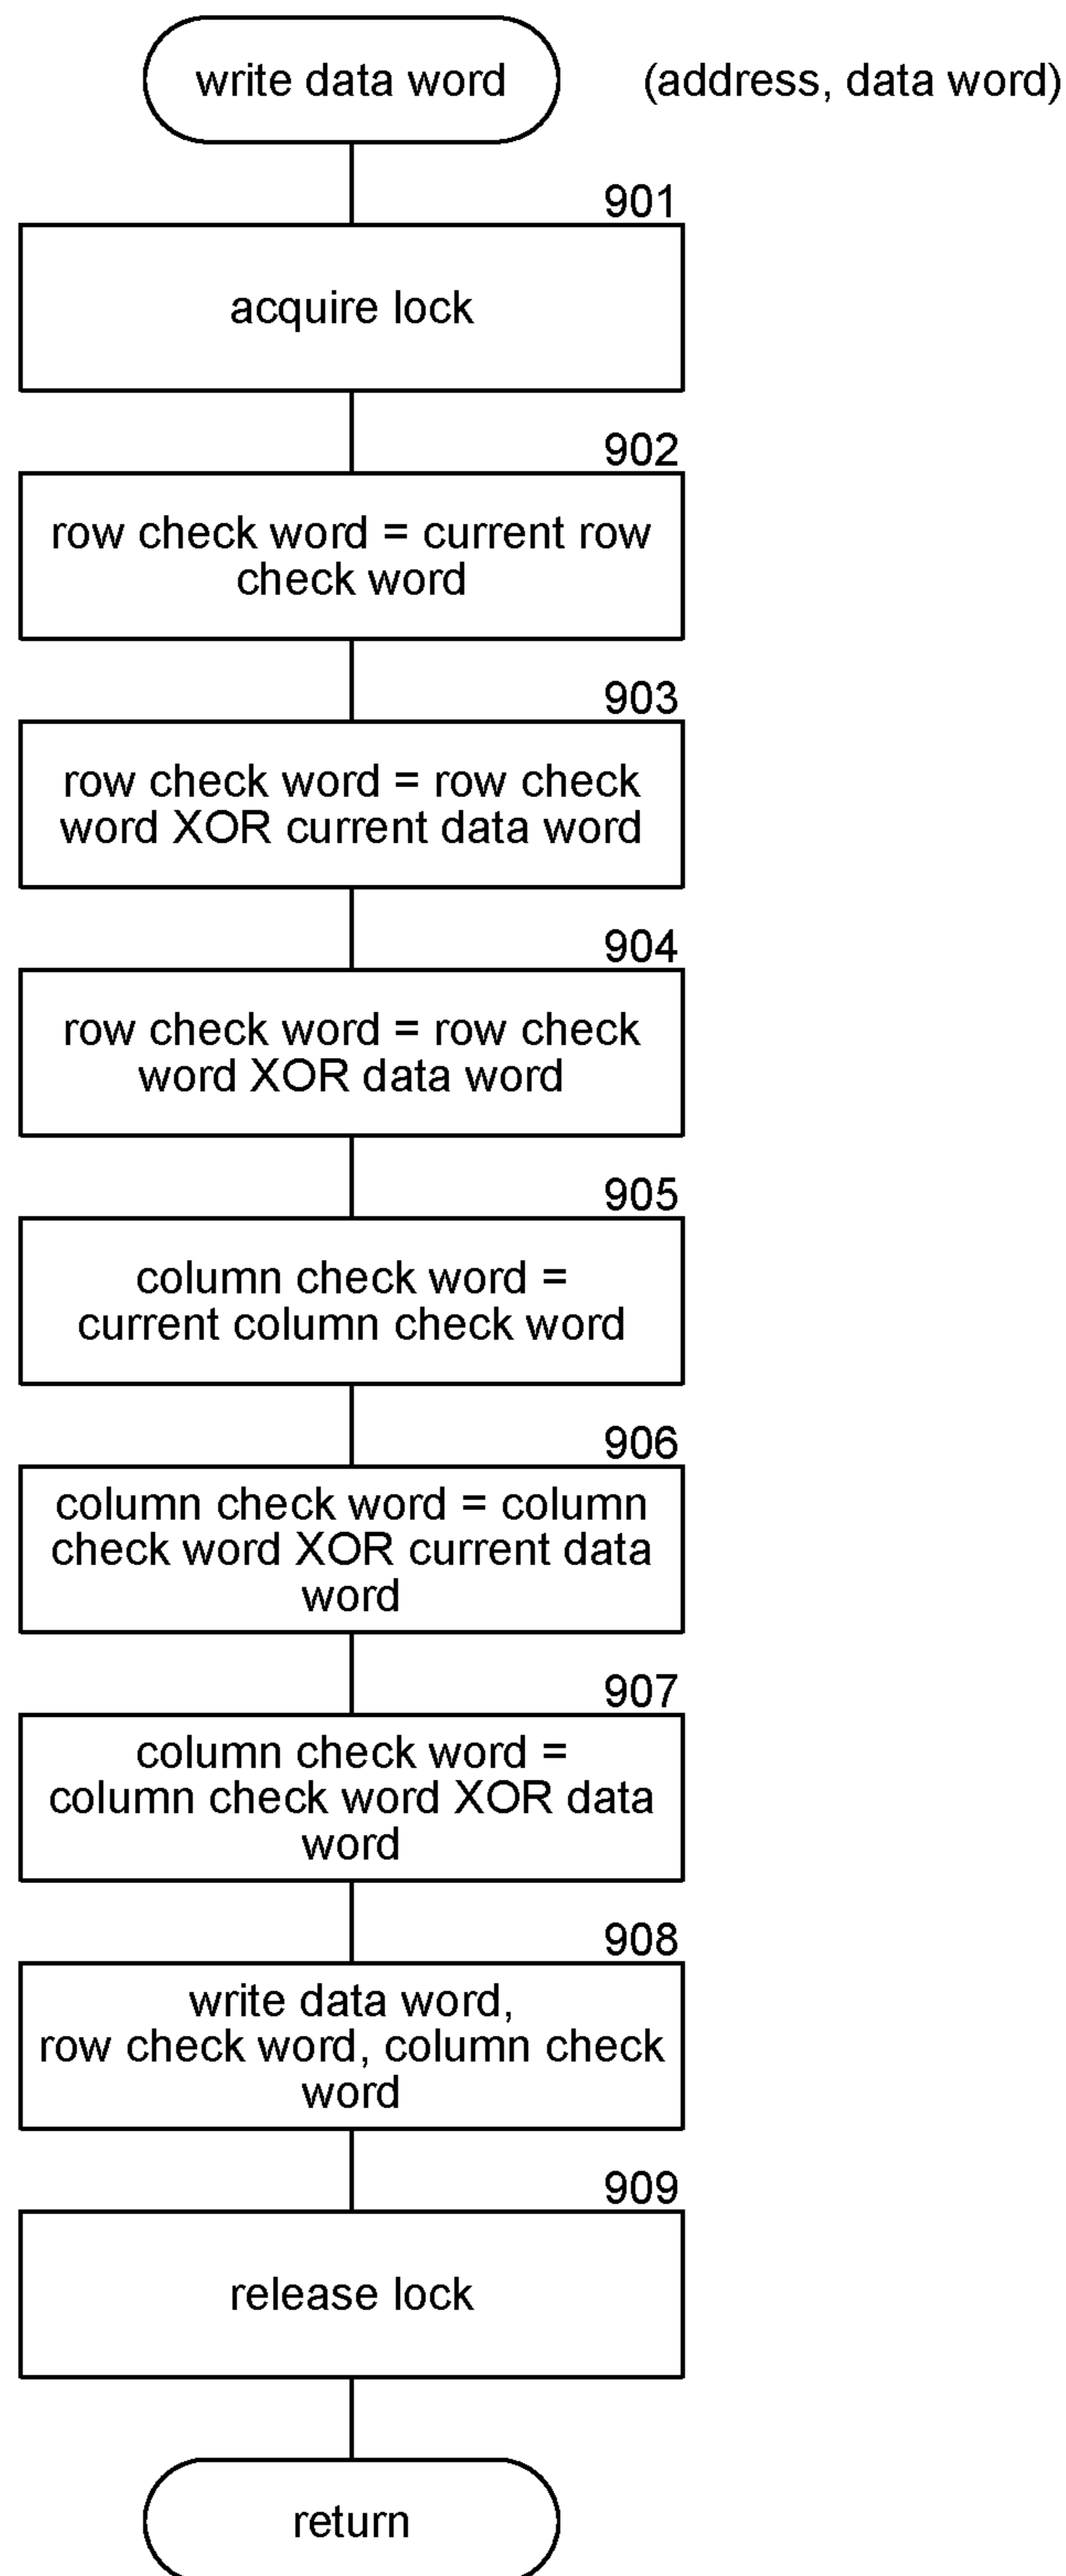 write data word (address, data word)
901
acquire lock
902
row check word = current row
check word
903
row check word = row check
word XOR current data word
904
row check word = row check
word XOR data word
905
column check word =
current column check word
906
column check word = column
check word XOR current data
word
907
column check word =
column check word XOR data
word
908
write data word,
row check word, column check
word
909
release lock
return